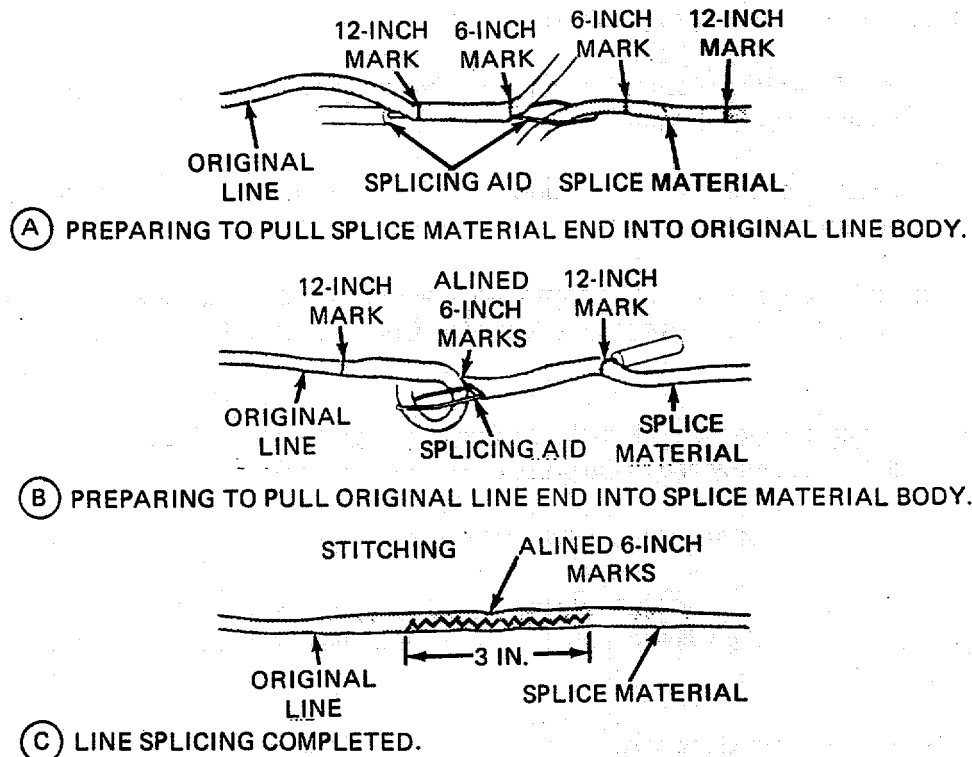 12-INCH MARK
6-INCH MARK
6-INCH MARK
12-INCH MARK
ORIGINAL LINE
SPLICING AID
SPLICE MATERIAL
A PREPARING TO PULL SPLICE MATERIAL END INTO ORIGINAL LINE BODY.
12-INCH MARK
ALINED 6-INCH MARKS
12-INCH MARK
ORIGINAL LINE
SPLICING AID
SPLICE MATERIAL
B PREPARING TO PULL ORIGINAL LINE END INTO SPLICE MATERIAL BODY.
STITCHING
ALINED 6-INCH MARKS
3 IN.
ORIGINAL LINE
SPLICE MATERIAL
C LINE SPLICING COMPLETED.